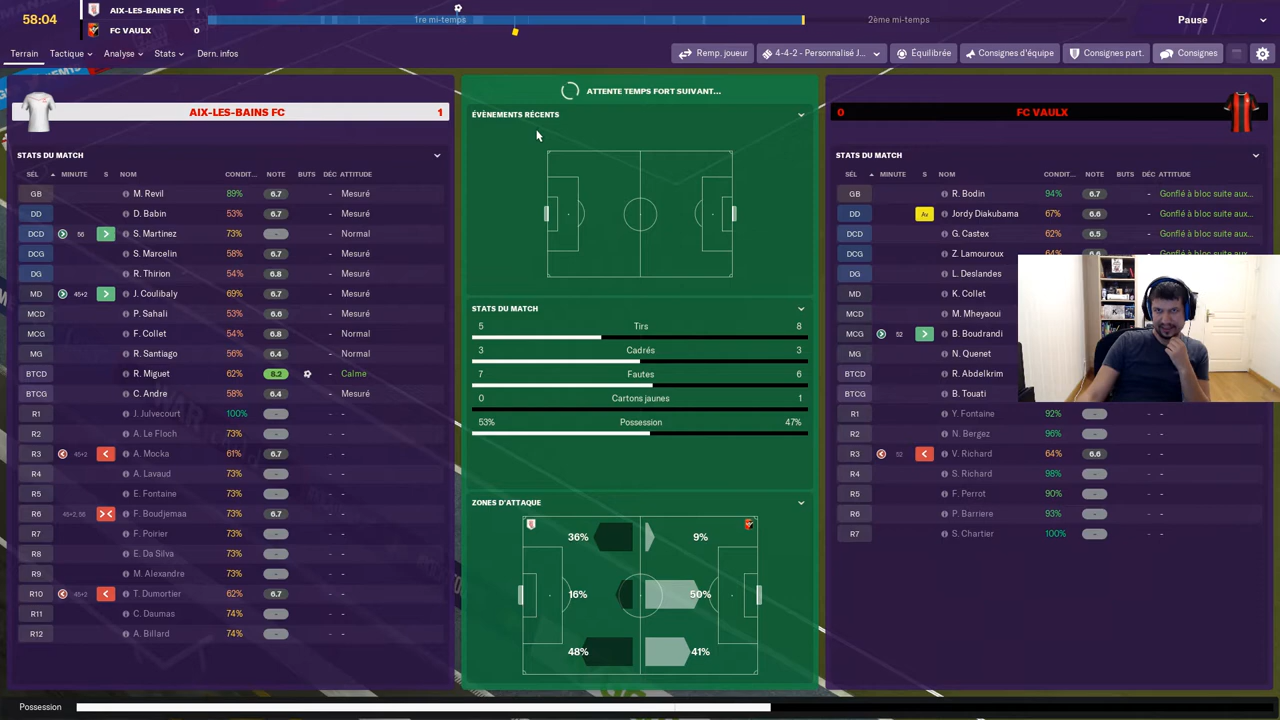 58:04
AIX-LES-BAINS FC 1
FC VAULX 0
1re mi-temps
2ème mi-temps
Pause
Terrain Tactique Analyse Stats Dern. infos
Remp. joueur 4-4-2 - Personnalisé J... Équilibrée Consignes d'équipe Consignes part. Consignes
AIX-LES-BAINS FC 1
STATS DU MATCH
SÉL MINUTE S NOM CONDIT... NOTE BUTS DÉC ATTITUDE
GB M. Revil 89% 6.7 - Mesuré
DD D. Babin 53% 6.7 - Mesuré
DCD 56 S. Martinez 73% - - Normal
DCG S. Marcelin 58% 6.7 - Mesuré
DG R. Thirion 54% 6.8 - Mesuré
MD 45+2 J. Coulibaly 69% 6.7 - Mesuré
MCD P. Sahali 53% 6.6 - Mesuré
MCG F. Collet 54% 6.8 - Normal
MG R. Santiago 56% 6.4 - Normal
BTCD R. Miguet 62% 8.2 - Calme
BTCG C. Andre 58% 6.4 - Mesuré
R1 J. Julvecourt 100% - - -
R2 A. Le Floch 73% - - -
R3 45+2 A. Mocka 61% 6.7 - -
R4 A. Lavaud 73% - - -
R5 E. Fontaine 73% - - -
R6 45+2, 56 F. Boudjemaa 73% 6.7 - -
R7 F. Poirier 73% - - -
R8 E. Da Silva 73% - - -
R9 M. Alexandre 73% - - -
R10 45+2 T. Dumortier 62% 6.7 - -
R11 C. Daumas 74% - - -
R12 A. Billard 74% - - -
ATTENTE TEMPS FORT SUIVANT...
ÉVÈNEMENTS RÉCENTS
STATS DU MATCH
5 Tirs 8
3 Cadrés 3
7 Fautes 6
0 Cartons jaunes 1
53% Possession 47%
ZONES D'ATTAQUE
36% 9%
16% 50%
48% 41%
0 FC VAULX
STATS DU MATCH
SÉL MINUTE S NOM CONDIT... NOTE BUTS DÉC ATTITUDE
GB R. Bodin 94% 6.7 - Gonflé à bloc suite aux...
DD Av Jordy Diakubama 67% 6.6 - Gonflé à bloc suite aux...
DCD G. Castex 62% 6.5 - Gonflé à bloc suite aux...
DCG Z. Lamouroux
DG L. Deslandes
MD K. Collet
MCD M. Mheyaoui
MCG 52 B. Boudrandi
MG N. Quenet
BTCD R. Abdelkrim
BTCG B. Touati
R1 Y. Fontaine 92% - - -
R2 N. Bergez 96% - - -
R3 52 V. Richard 64% 6.6 - -
R4 S. Richard 98% - - -
R5 F. Perrot 90% - - -
R6 P. Barriere 93% - - -
R7 S. Chartier 100% - - -
Possession